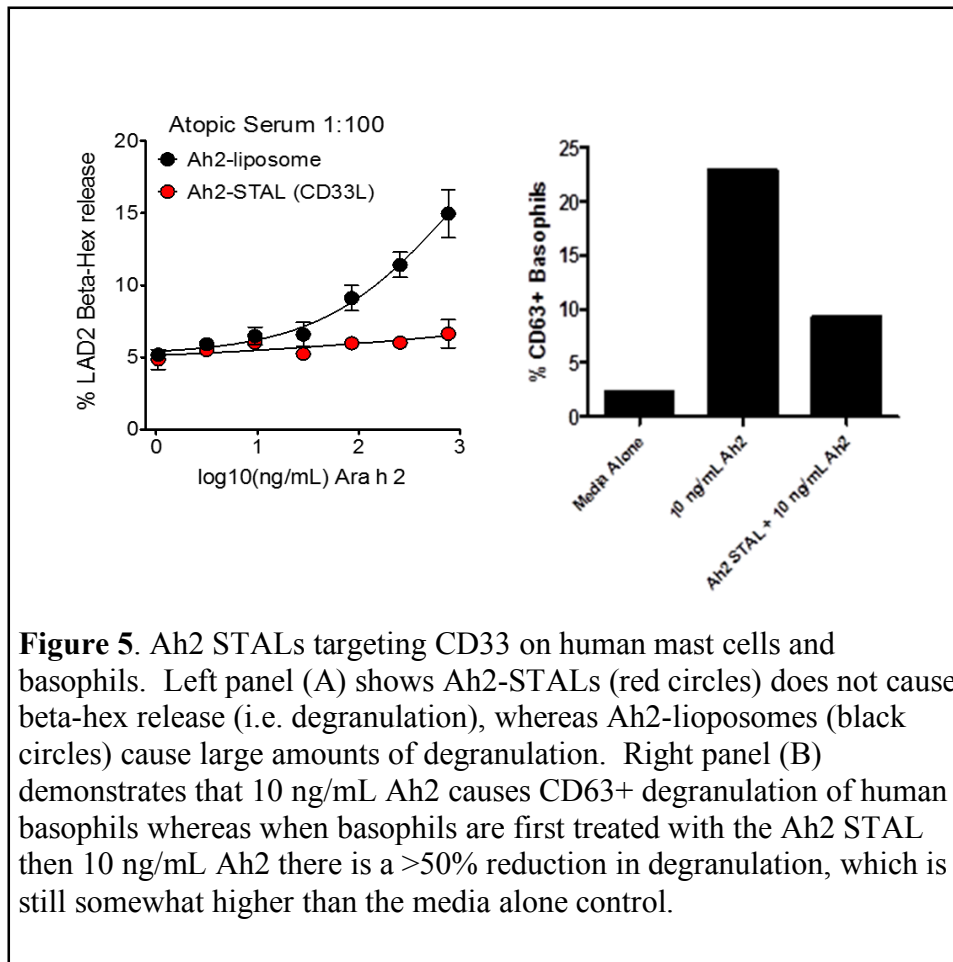 Atopic Serum 1:100
20
Ah2-liposome
Ah2-STAL (CD33L)
15
10
5
0
% LAD2 Beta-Hex release
0 1 2 3
log10(ng/mL) Ara h 2
25
20
15
10
5
0
% CD63+ Basophils
Media Alone
10 ng/mL Ah2
Ah2 STAL + 10 ng/mL Ah2
Figure 5. Ah2 STALs targeting CD33 on human mast cells and
basophils. Left panel (A) shows Ah2-STALs (red circles) does not cause
beta-hex release (i.e. degranulation), whereas Ah2-lioposomes (black
circles) cause large amounts of degranulation. Right panel (B)
demonstrates that 10 ng/mL Ah2 causes CD63+ degranulation of human
basophils whereas when basophils are first treated with the Ah2 STAL
then 10 ng/mL Ah2 there is a >50% reduction in degranulation, which is
still somewhat higher than the media alone control.